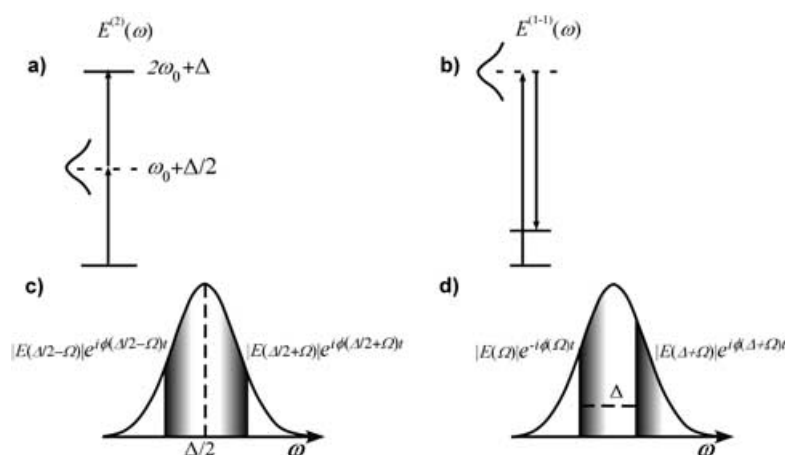 E⁽²⁾(ω)
a)
2ω₀+Δ
ω₀+Δ/2
E⁽¹⁻¹⁾(ω)
b)
c)
|E(Δ/2−Ω)|e^{iϕ(Δ/2−Ω)t}
|E(Δ/2+Ω)|e^{iϕ(Δ/2+Ω)t}
Δ/2
ω
d)
|E(Ω)|e^{-iϕ(Ω)t}
|E(Δ+Ω)|e^{iϕ(Δ+Ω)t}
Δ
ω